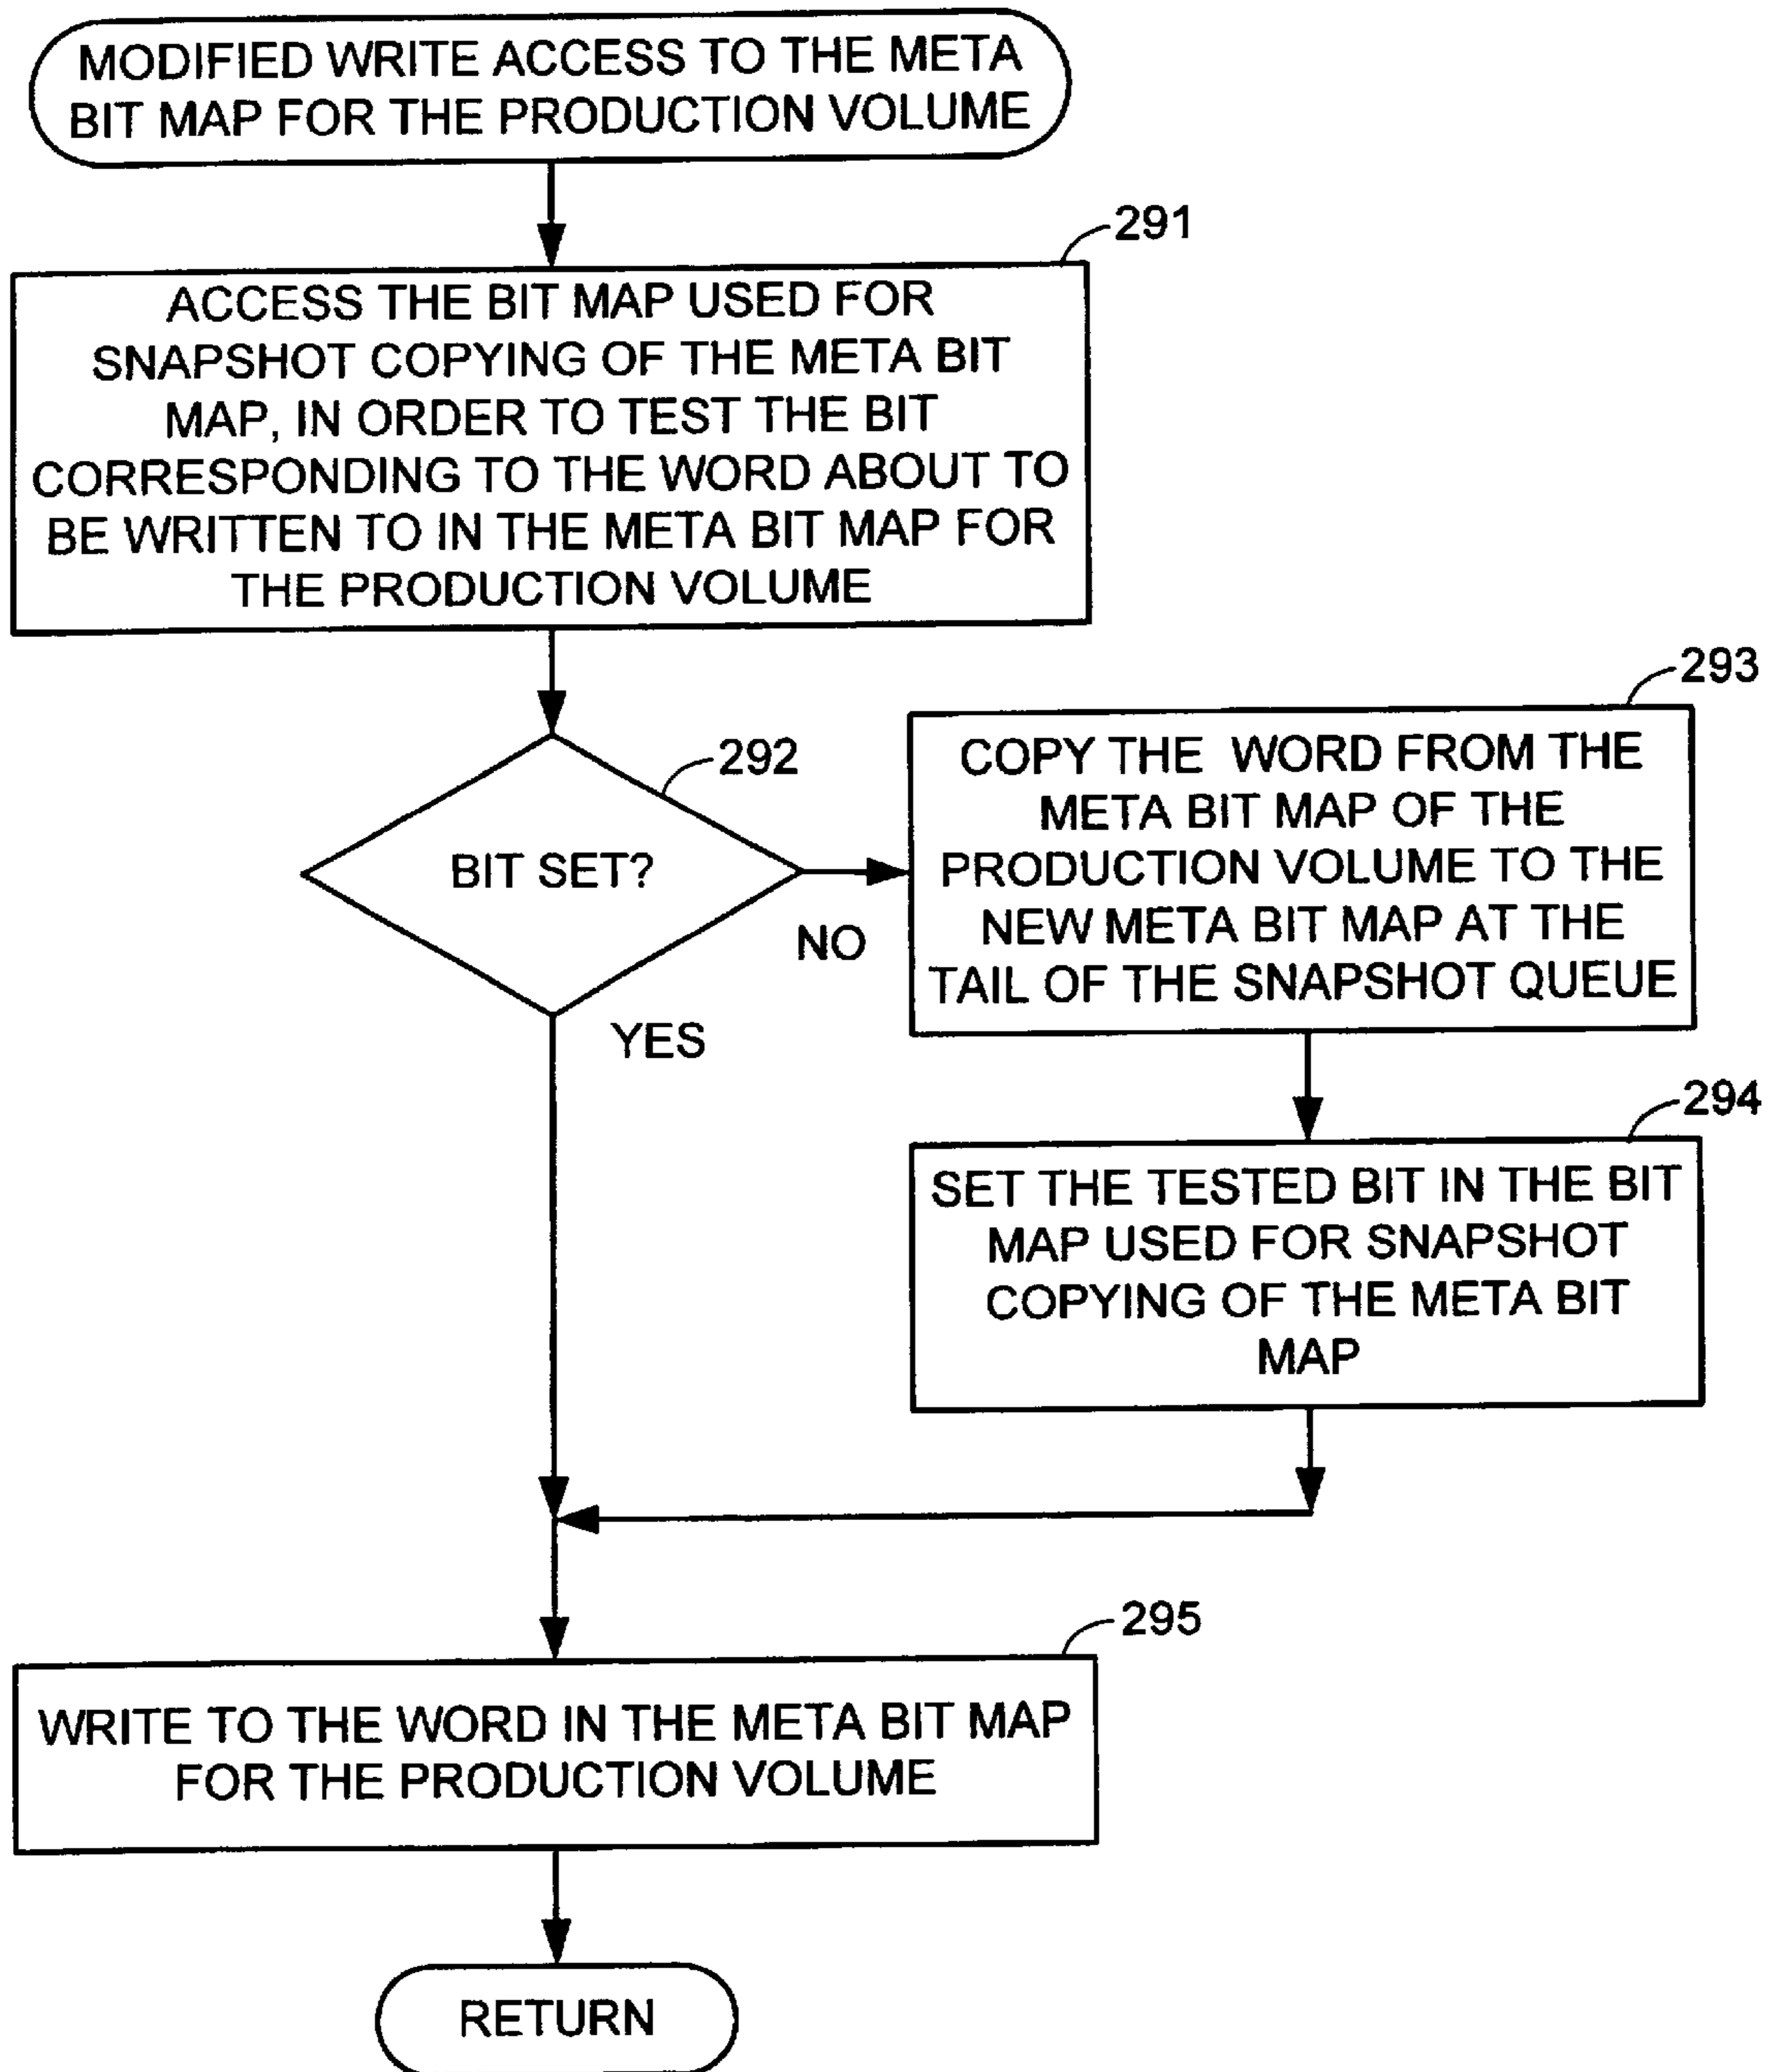 MODIFIED WRITE ACCESS TO THE META
BIT MAP FOR THE PRODUCTION VOLUME
291
ACCESS THE BIT MAP USED FOR
SNAPSHOT COPYING OF THE META BIT
MAP, IN ORDER TO TEST THE BIT
CORRESPONDING TO THE WORD ABOUT TO
BE WRITTEN TO IN THE META BIT MAP FOR
THE PRODUCTION VOLUME
292
BIT SET?
NO
YES
293
COPY THE WORD FROM THE
META BIT MAP OF THE
PRODUCTION VOLUME TO THE
NEW META BIT MAP AT THE
TAIL OF THE SNAPSHOT QUEUE
294
SET THE TESTED BIT IN THE BIT
MAP USED FOR SNAPSHOT
COPYING OF THE META BIT
MAP
295
WRITE TO THE WORD IN THE META BIT MAP
FOR THE PRODUCTION VOLUME
RETURN